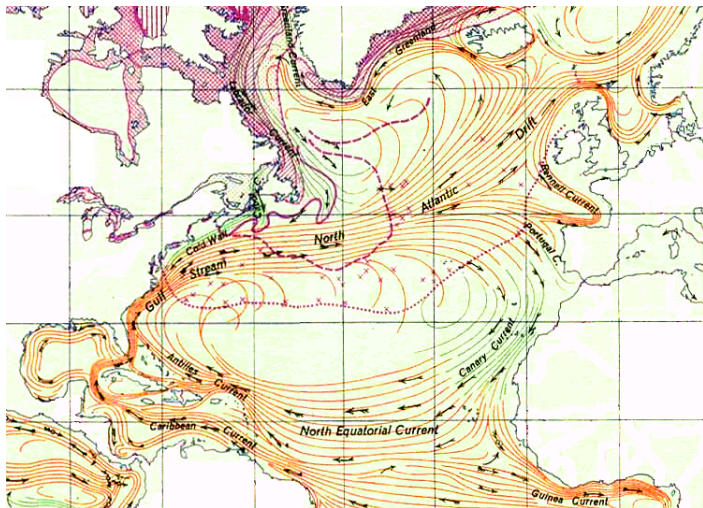 Greenland Current
East Greenland
Labrador Current
Drift
Rennell Current
Atlantic
North
Portugal C.
Cold Wall
Gulf Stream
Canary Current
Antilles Current
Caribbean Current
North Equatorial Current
Guinea Current